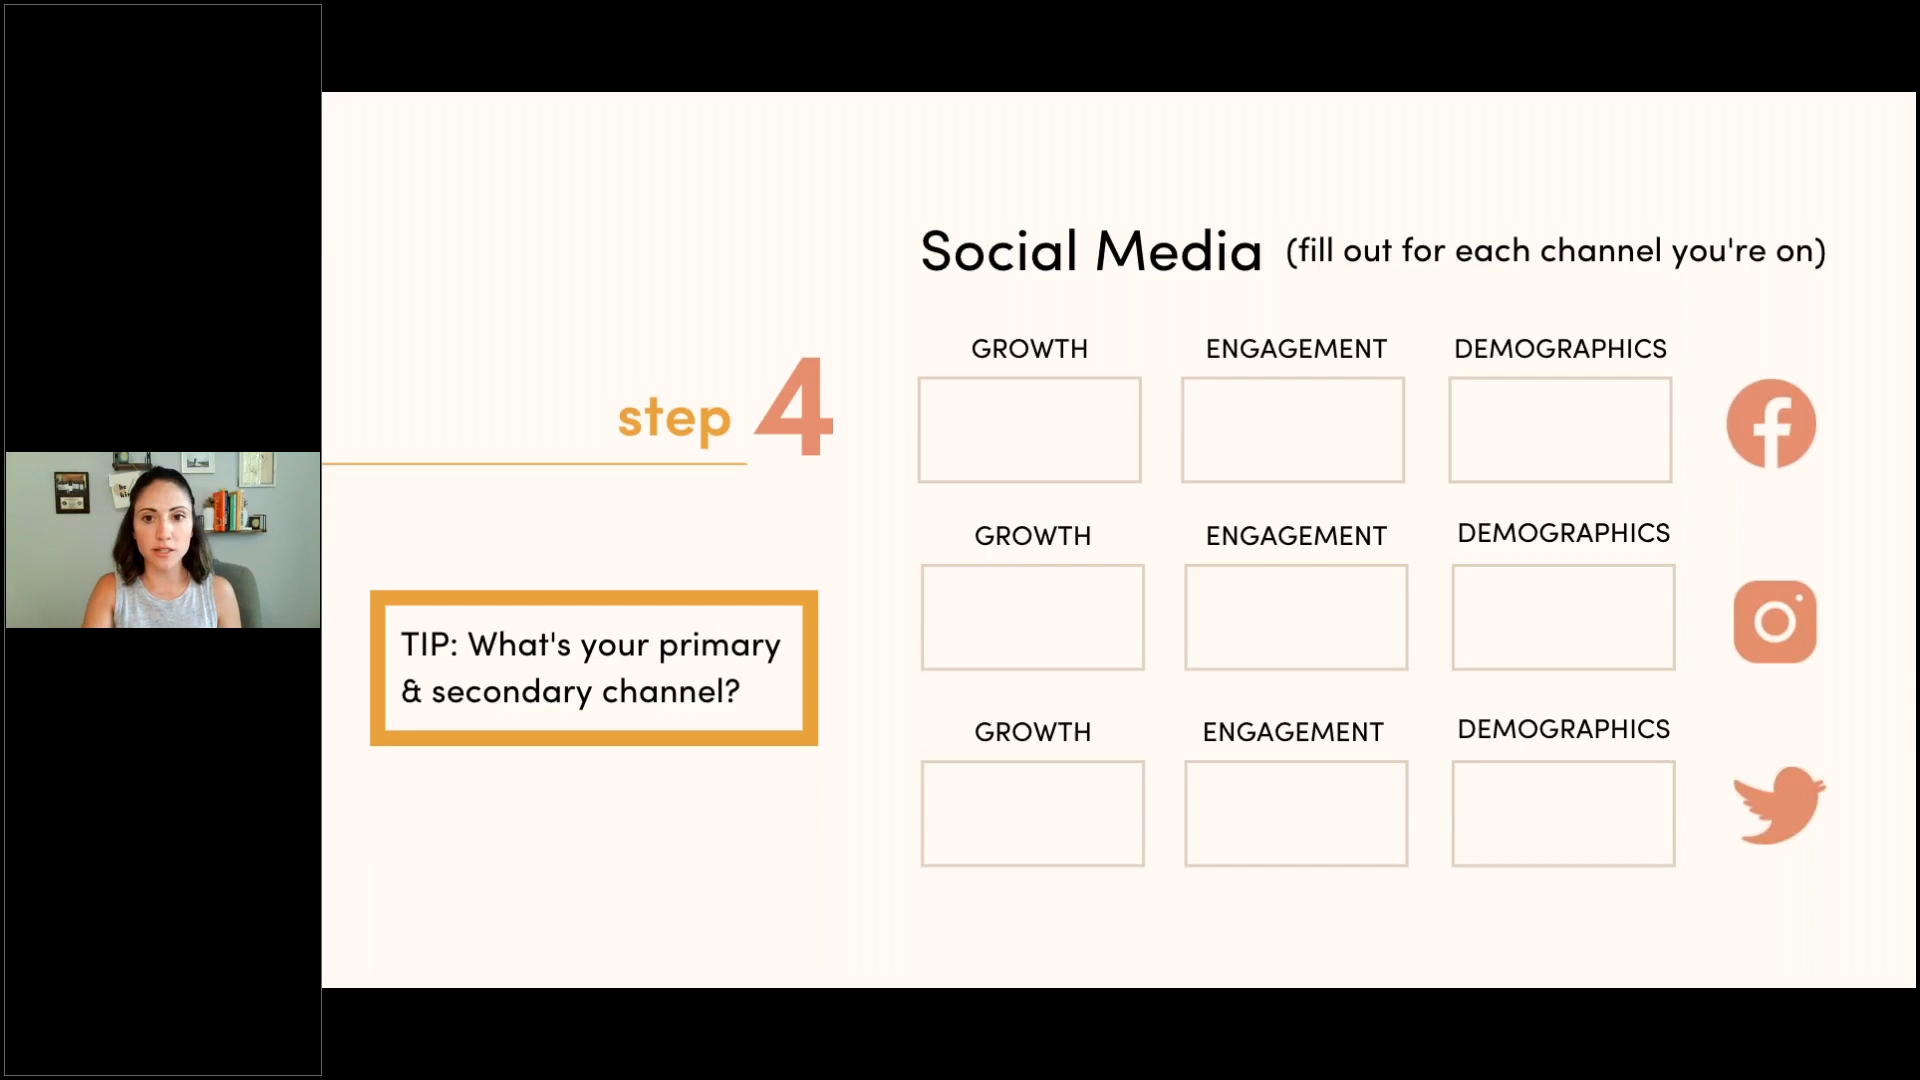 Social Media (fill out for each channel you're on)
step 4
GROWTH ENGAGEMENT DEMOGRAPHICS
GROWTH ENGAGEMENT DEMOGRAPHICS
GROWTH ENGAGEMENT DEMOGRAPHICS
TIP: What's your primary
& secondary channel?